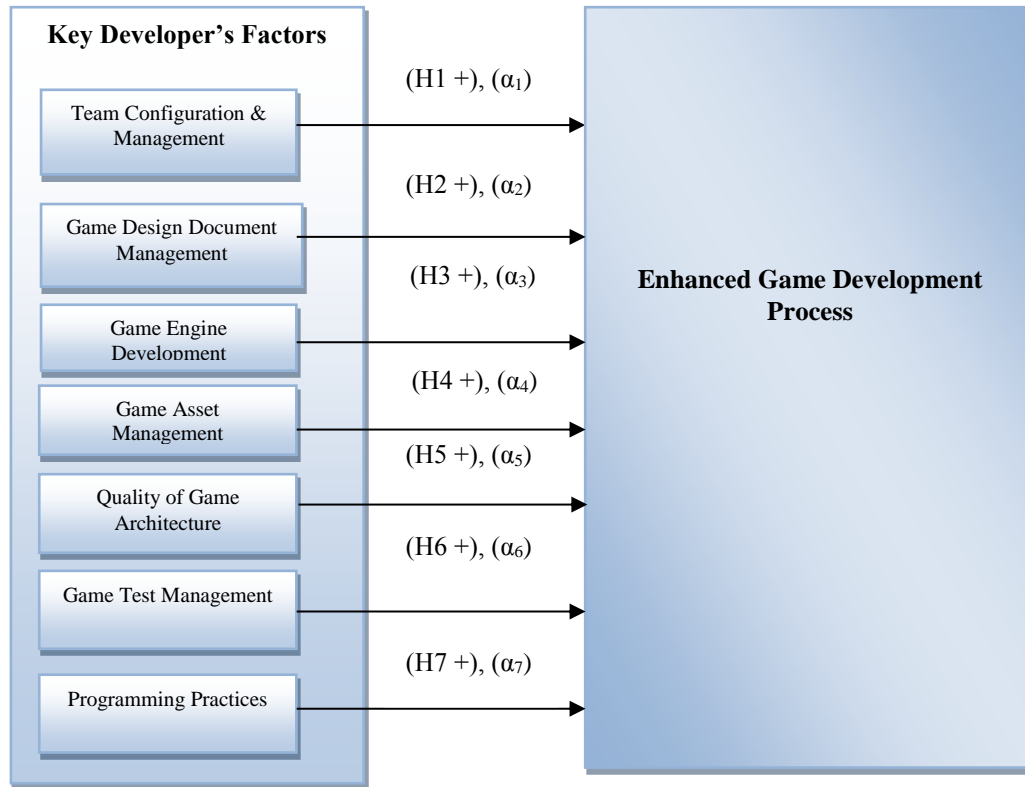 Key Developer's Factors
(H1 +), (α₁)
Team Configuration &
Management
(H2 +), (α₂)
Game Design Document
Management
(H3 +), (α₃)
Enhanced Game Development
Process
Game Engine
Development
(H4 +), (α₄)
Game Asset
Management
(H5 +), (α₅)
Quality of Game
Architecture
(H6 +), (α₆)
Game Test Management
(H7 +), (α₇)
Programming Practices